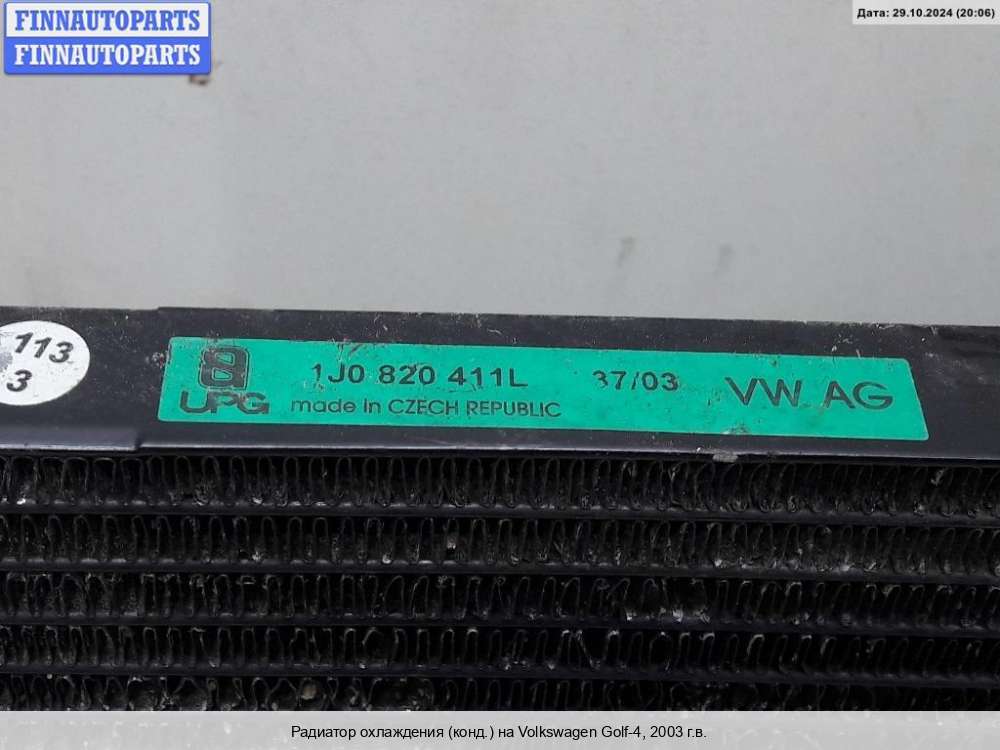 FINNAUTOPARTS
FINNAUTOPARTS
Дата: 29.10.2024 (20:06)
113
3
1J0 820 411L 37/03 VW AG
UPG made in CZECH REPUBLIC
Радиатор охлаждения (конд.) на Volkswagen Golf-4, 2003 г.в.